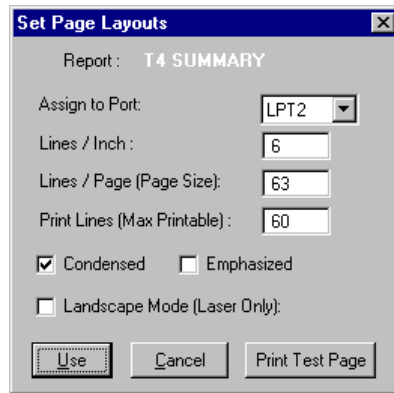 Set Page Layouts
Report : T4 SUMMARY
Assign to Port: LPT2
Lines / Inch : 6
Lines / Page (Page Size): 63
Print Lines (Max Printable) : 60
Condensed Emphasized
Landscape Mode (Laser Only):
Use Cancel Print Test Page